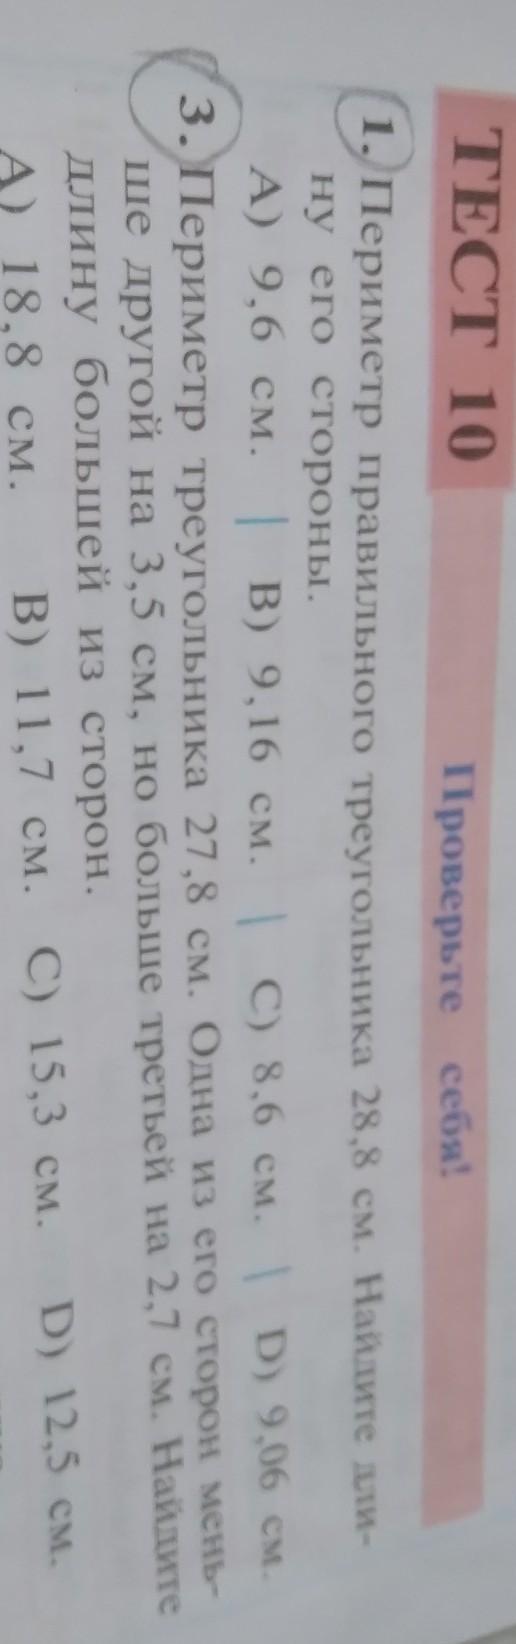 ТЕСТ 10 Проверьте себя!
1. Периметр правильного треугольника 28,8 см. Найдите дли-
ну его стороны.
A) 9,6 см. | B) 9,16 см. | C) 8,6 см. | D) 9,06 см.
3. Периметр треугольника 27,8 см. Одна из его сторон мень-
ше другой на 3,5 см, но больше третьей на 2,7 см. Найдите
длину большей из сторон.
A) 18,8 см. B) 11,7 см. C) 15,3 см. D) 12,5 см.